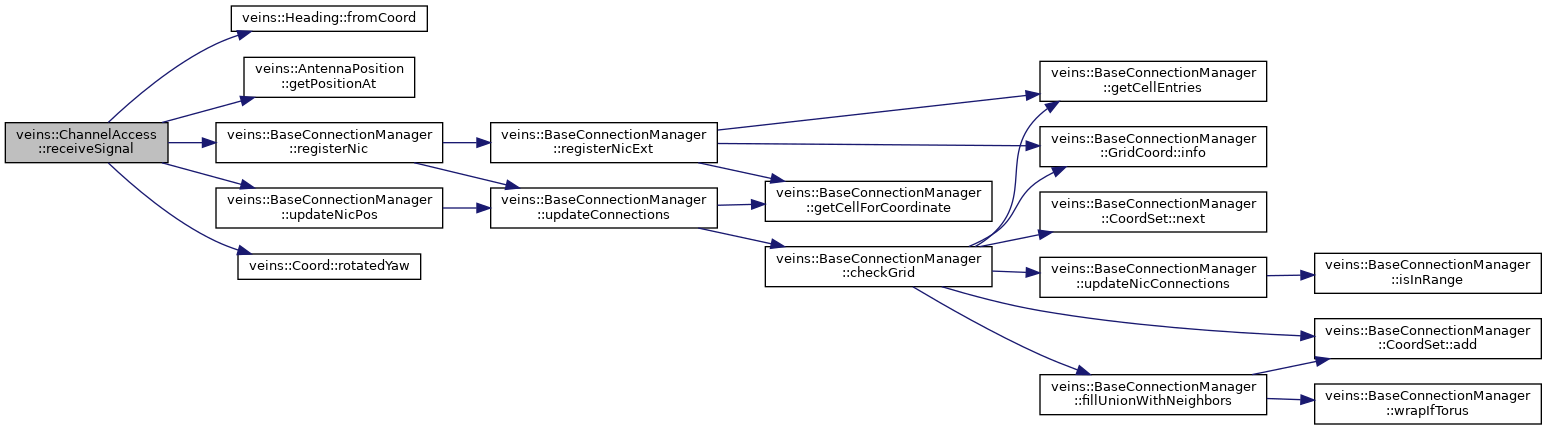 veins::ChannelAccess
::receiveSignal
veins::Heading::fromCoord
veins::AntennaPosition
::getPositionAt
veins::BaseConnectionManager
::registerNic
veins::BaseConnectionManager
::updateNicPos
veins::Coord::rotatedYaw
veins::BaseConnectionManager
::registerNicExt
veins::BaseConnectionManager
::updateConnections
veins::BaseConnectionManager
::getCellForCoordinate
veins::BaseConnectionManager
::checkGrid
veins::BaseConnectionManager
::getCellEntries
veins::BaseConnectionManager
::GridCoord::info
veins::BaseConnectionManager
::CoordSet::next
veins::BaseConnectionManager
::updateNicConnections
veins::BaseConnectionManager
::fillUnionWithNeighbors
veins::BaseConnectionManager
::isInRange
veins::BaseConnectionManager
::CoordSet::add
veins::BaseConnectionManager
::wrapIfTorus